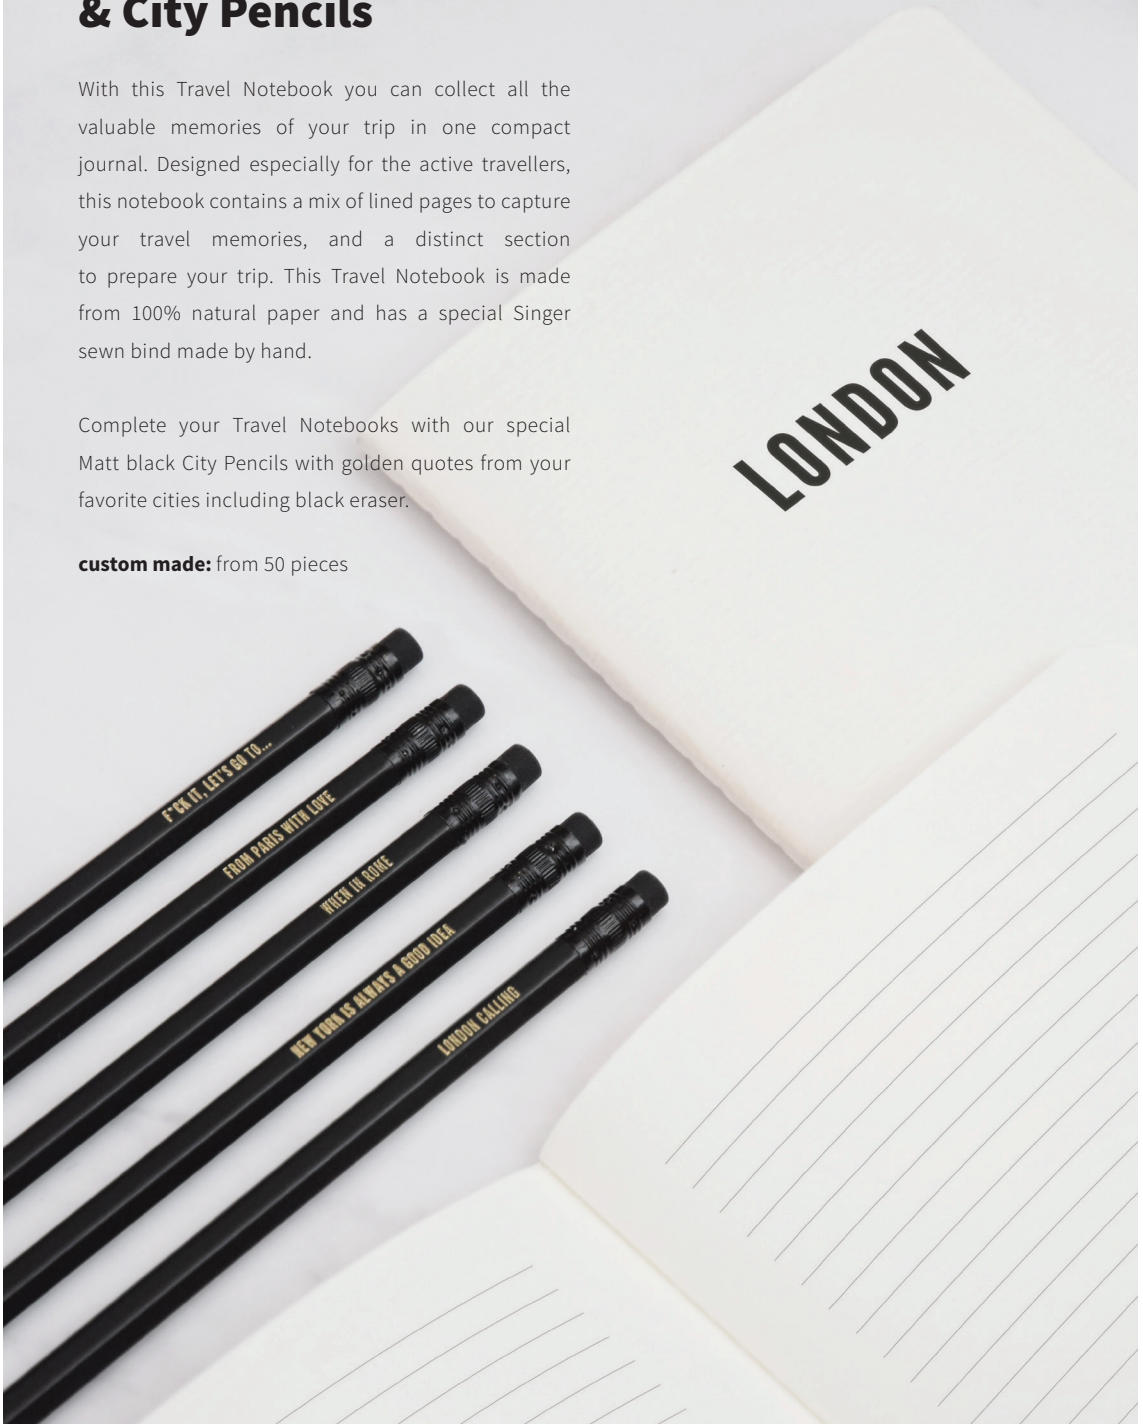 & City Pencils
With this Travel Notebook you can collect all the
valuable memories of your trip in one compact
journal. Designed especially for the active travellers,
this notebook contains a mix of lined pages to capture
your travel memories, and a distinct section
to prepare your trip. This Travel Notebook is made
from 100% natural paper and has a special Singer
sewn bind made by hand.
Complete your Travel Notebooks with our special
Matt black City Pencils with golden quotes from your
favorite cities including black eraser.
custom made: from 50 pieces
LONDON
F*CK IT, LET'S GO TO...
FROM PARIS WITH LOVE
WHEN IN ROME
NEW YORK IS ALWAYS A GOOD IDEA
LONDON CALLING